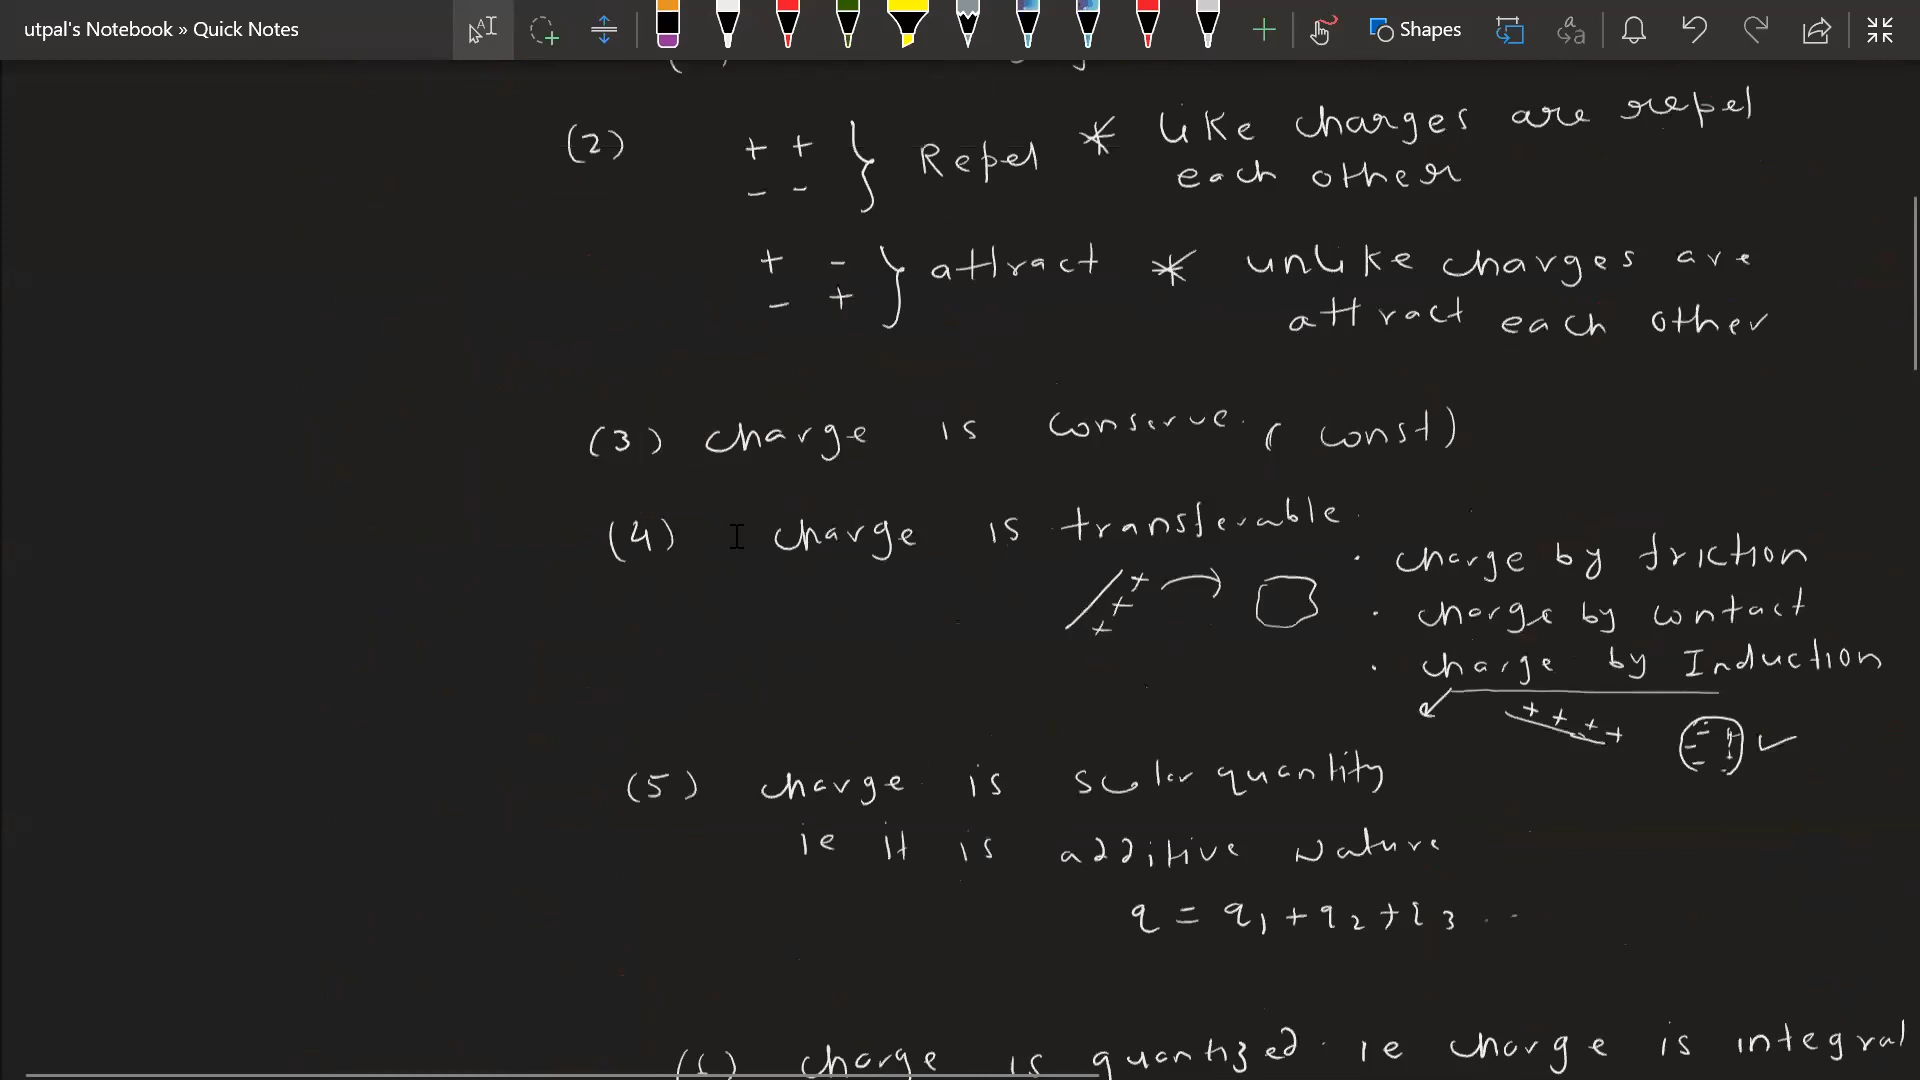 utpal's Notebook » Quick Notes
Shapes
(2) + + - - } Repel * like charges are repel
each other
+ - - + } attract * unlike charges are
attract each other
(3) charge is conserve. (const)
(4) charge is transferable.
· charge by friction
+ + +
· charge by contact
· charge by Induction
+ + + +
(5) charge is scalar quantity
ie it is additive Nature
q = q1 + q2 + q3 ...
charge is quantized. ie charge is integral